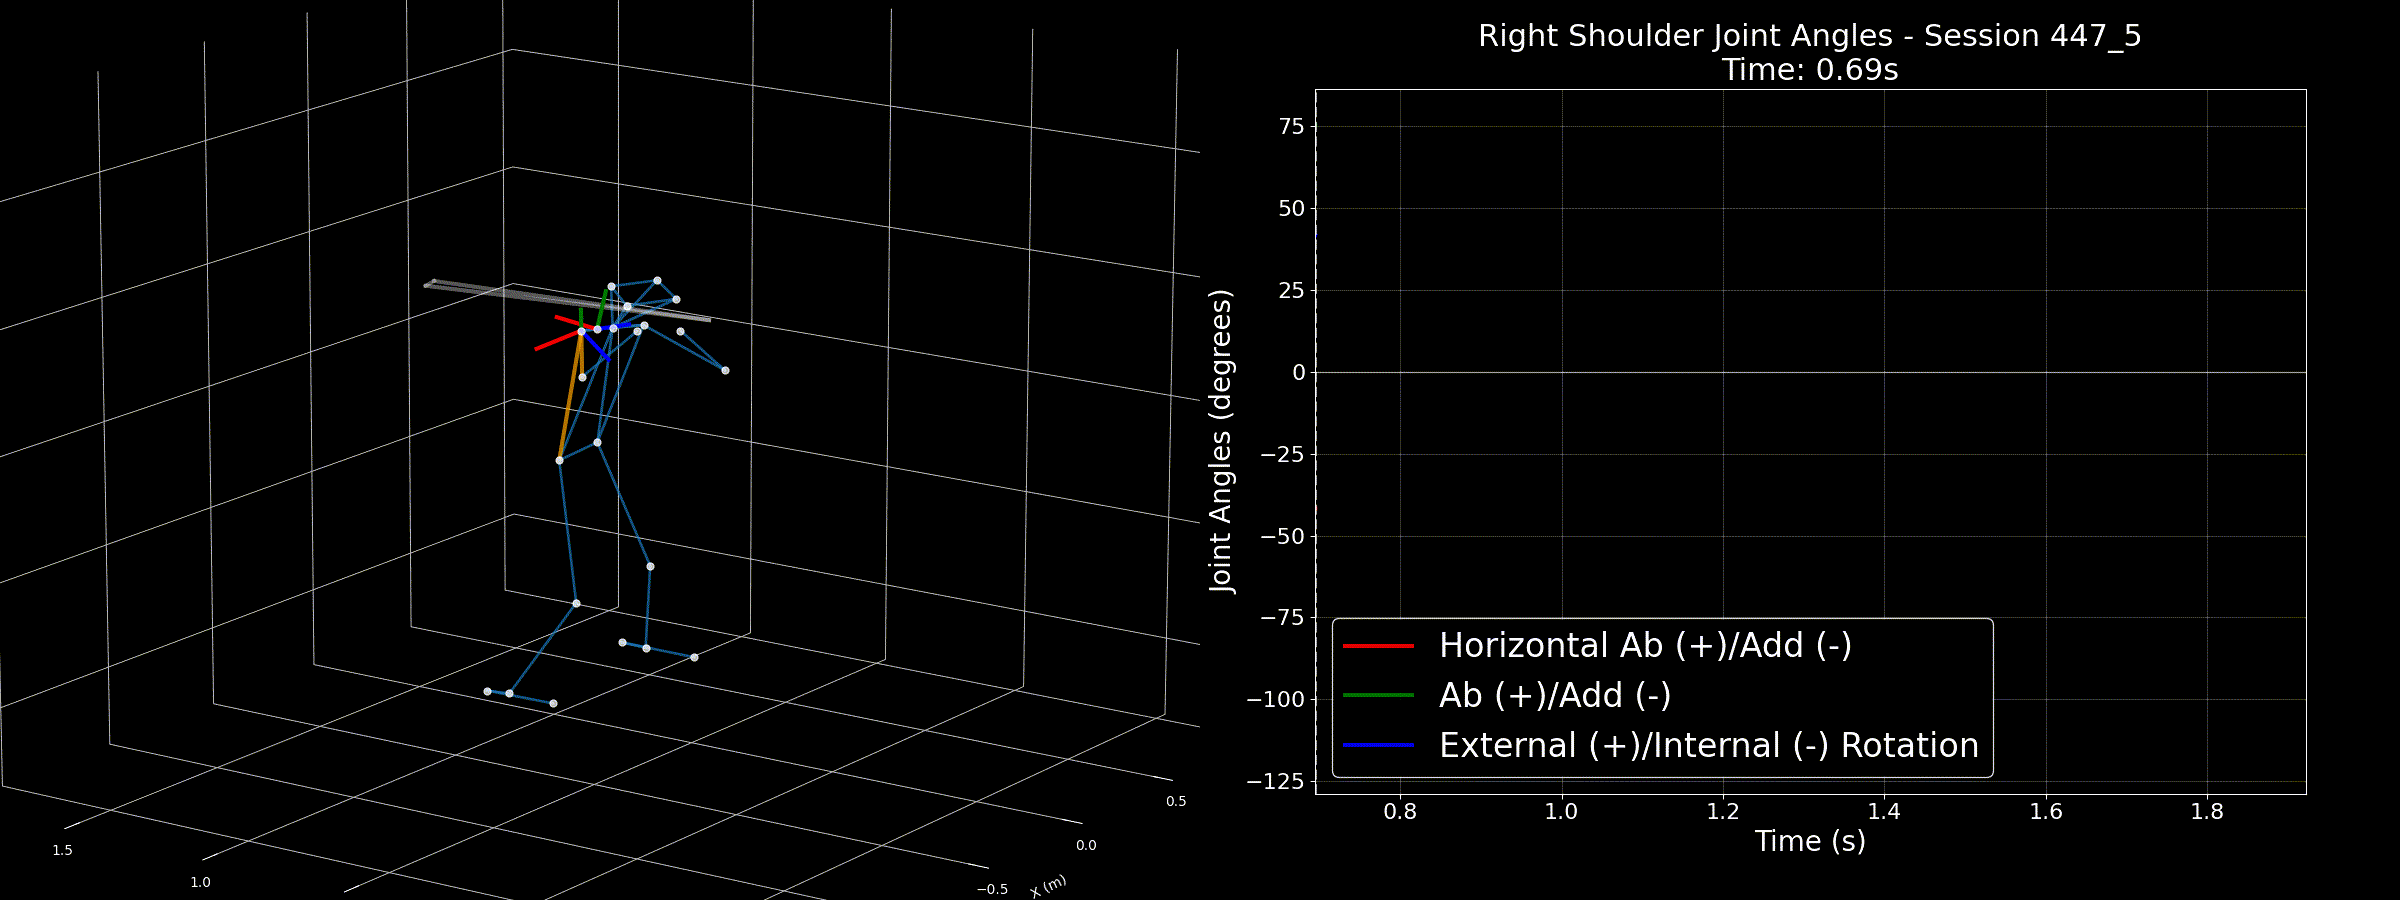 Right Shoulder Joint Angles - Session 447_5
Time: 0.69s
75
50
25
0
−25
−50
−75
−100
−125
Joint Angles (degrees)
Horizontal Ab (+)/Add (-)
Ab (+)/Add (-)
External (+)/Internal (-) Rotation
0.8 1.0 1.2 1.4 1.6 1.8
Time (s)
0.5
0.0
−0.5
X (m)
1.5
1.0